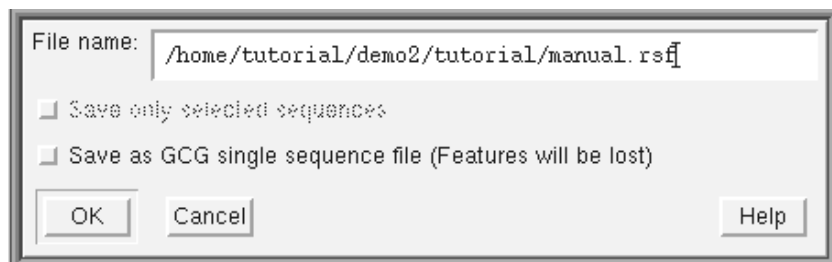 File name: /home/tutorial/demo2/tutorial/manual.rsf
Save only selected sequences
Save as GCG single sequence file (Features will be lost)
OK Cancel Help